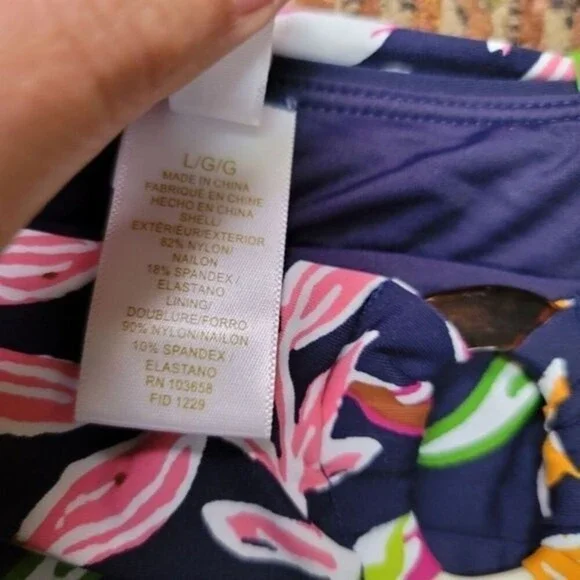 L/G/G
MADE IN CHINA
FABRIQUÉ EN CHINE
HECHO EN CHINA
SHELL/
EXTÉRIEUR/EXTERIOR
82% NYLON/
NAILON
18% SPANDEX /
ELASTANO
LINING/
DOUBLURE/FORRO
90% NYLON/NAILON
10% SPANDEX /
ELASTANO
RN 103658
FID 1229